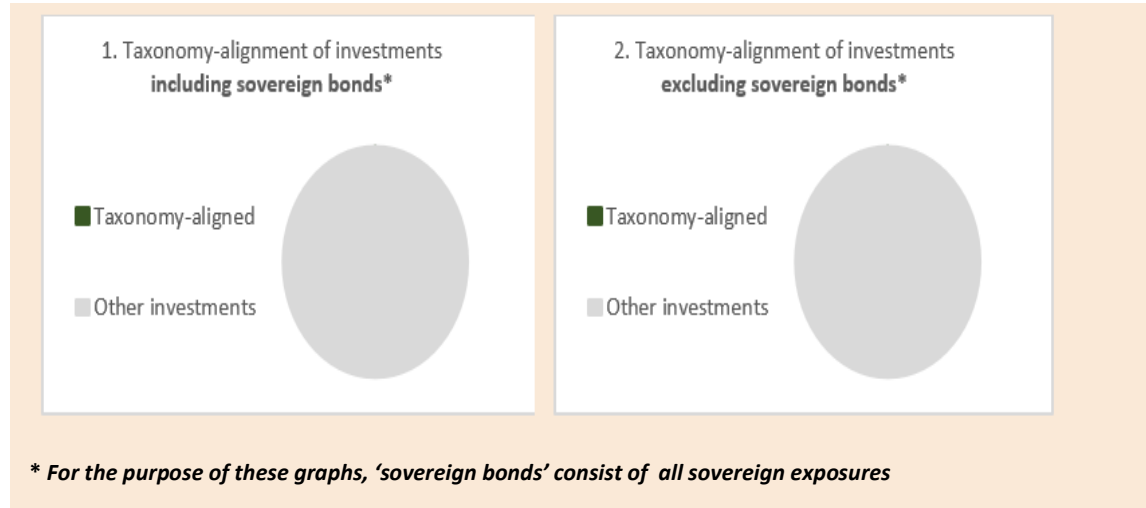 1. Taxonomy-alignment of investments
including sovereign bonds*
Taxonomy-aligned
Other investments
2. Taxonomy-alignment of investments
excluding sovereign bonds*
Taxonomy-aligned
Other investments
* For the purpose of these graphs, ‘sovereign bonds’ consist of all sovereign exposures